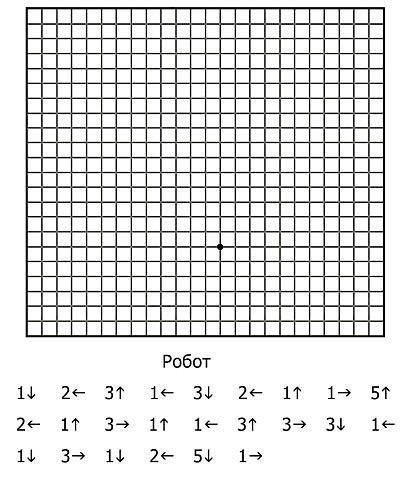 Робот
1↓ 2← 3↑ 1← 3↓ 2← 1↑ 1→ 5↑
2← 1↑ 3→ 1↑ 1← 3↑ 3→ 3↓ 1←
1↓ 3→ 1↓ 2← 5↓ 1→